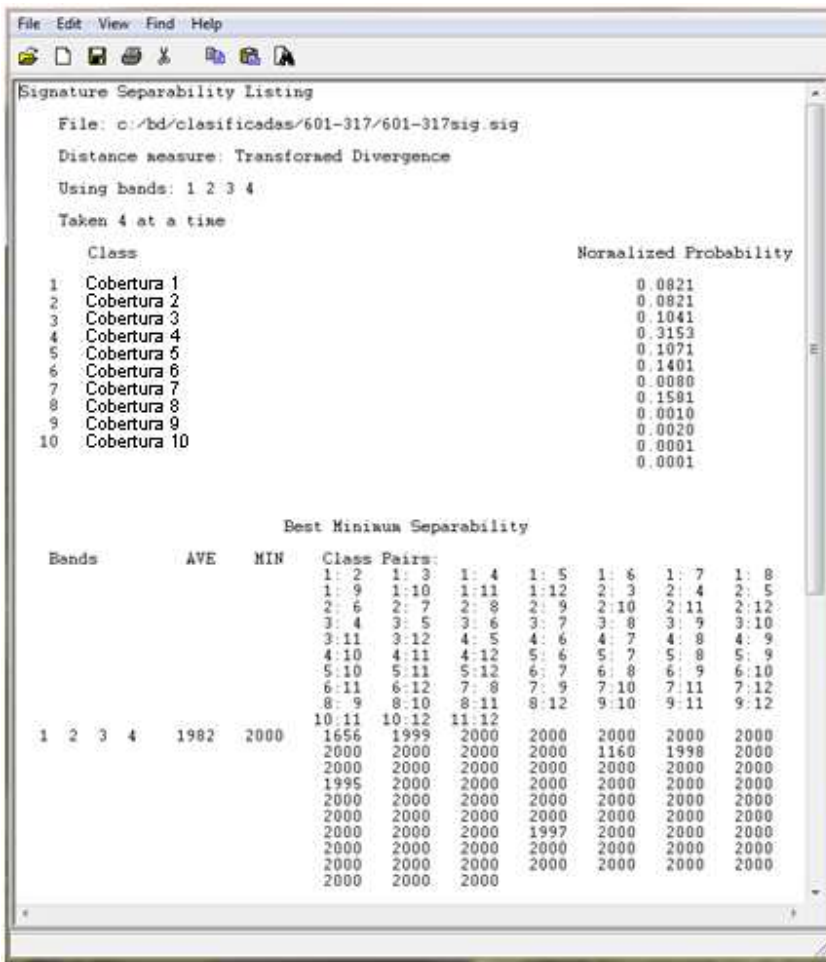 File Edit View Find Help
Signature Separability Listing
File: c:/bd/clasificadas/601-317/601-317sig.sig
Distance measure: Transformed Divergence
Using bands: 1 2 3 4
Taken 4 at a time
Class Normalized Probability
1 Cobertura 1 0.0821
2 Cobertura 2 0.0821
3 Cobertura 3 0.1041
4 Cobertura 4 0.3153
5 Cobertura 5 0.1071
6 Cobertura 6 0.1401
7 Cobertura 7 0.0080
8 Cobertura 8 0.1581
9 Cobertura 9 0.0010
10 Cobertura 10 0.0020
0.0001
0.0001
Best Minimum Separability
Bands AVE MIN Class Pairs:
1: 2 1: 3 1: 4 1: 5 1: 6 1: 7 1: 8
1: 9 1:10 1:11 1:12 2: 3 2: 4 2: 5
2: 6 2: 7 2: 8 2: 9 2:10 2:11 2:12
3: 4 3: 5 3: 6 3: 7 3: 8 3: 9 3:10
3:11 3:12 4: 5 4: 6 4: 7 4: 8 4: 9
4:10 4:11 4:12 5: 6 5: 7 5: 8 5: 9
5:10 5:11 5:12 6: 7 6: 8 6: 9 6:10
6:11 6:12 7: 8 7: 9 7:10 7:11 7:12
8: 9 8:10 8:11 8:12 9:10 9:11 9:12
10:11 10:12 11:12
1 2 3 4 1982 2000 1656 1999 2000 2000 2000 2000 2000
2000 2000 2000 2000 1160 1998 2000
2000 2000 2000 2000 2000 2000 2000
1995 2000 2000 2000 2000 2000 2000
2000 2000 2000 2000 2000 2000 2000
2000 2000 2000 2000 2000 2000 2000
2000 2000 2000 1997 2000 2000 2000
2000 2000 2000 2000 2000 2000 2000
2000 2000 2000 2000 2000 2000 2000
2000 2000 2000